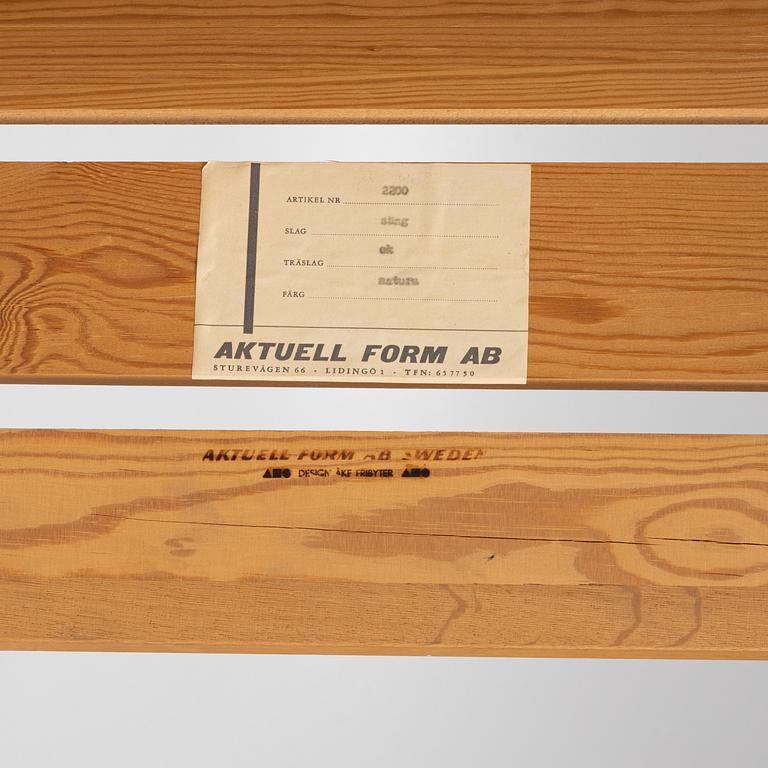 ARTIKEL NR 2200
SLAG säng
TRÄSLAG ek
FÄRG natura
AKTUELL FORM AB
STUREVÄGEN 66 - LIDINGÖ 1 - TFN: 657750
AKTUELL FORM AB SWEDEN
DESIGN ÅKE FRIBYTER